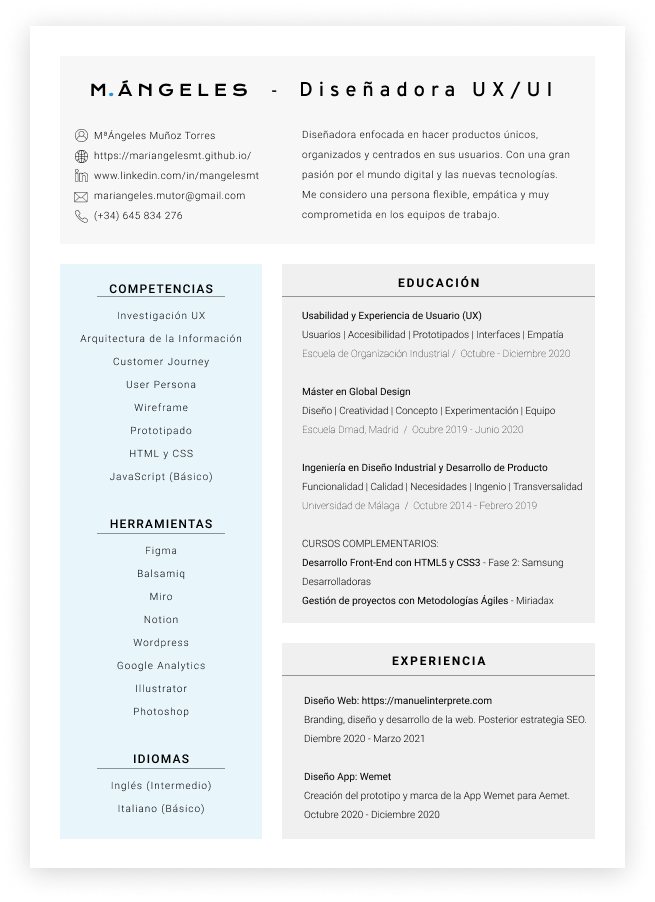 M.ÁNGELES - Diseñadora UX/UI
MªÁngeles Muñoz Torres
https://mariangelesmt.github.io/
www.linkedin.com/in/mangelesmt
mariangeles.mutor@gmail.com
(+34) 645 834 276
Diseñadora enfocada en hacer productos únicos,
organizados y centrados en sus usuarios. Con una gran
pasión por el mundo digital y las nuevas tecnologías.
Me considero una persona flexible, empática y muy
comprometida en los equipos de trabajo.
COMPETENCIAS
Investigación UX
Arquitectura de la Información
Customer Journey
User Persona
Wireframe
Prototipado
HTML y CSS
JavaScript (Básico)
HERRAMIENTAS
Figma
Balsamiq
Miro
Notion
Wordpress
Google Analytics
Illustrator
Photoshop
IDIOMAS
Inglés (Intermedio)
Italiano (Básico)
EDUCACIÓN
Usabilidad y Experiencia de Usuario (UX)
Usuarios | Accesibilidad | Prototipados | Interfaces | Empatía
Escuela de Organización Industrial / Octubre - Diciembre 2020
Máster en Global Design
Diseño | Creatividad | Concepto | Experimentación | Equipo
Escuela Dmad, Madrid / Ocubre 2019 - Junio 2020
Ingeniería en Diseño Industrial y Desarrollo de Producto
Funcionalidad | Calidad | Necesidades | Ingenio | Transversalidad
Universidad de Málaga / Octubre 2014 - Febrero 2019
CURSOS COMPLEMENTARIOS:
Desarrollo Front-End con HTML5 y CSS3 - Fase 2: Samsung
Desarrolladoras
Gestión de proyectos con Metodologías Ágiles - Miriadax
EXPERIENCIA
Diseño Web: https://manuelinterprete.com
Branding, diseño y desarrollo de la web. Posterior estrategia SEO.
Diembre 2020 - Marzo 2021
Diseño App: Wemet
Creación del prototipo y marca de la App Wemet para Aemet.
Octubre 2020 - Diciembre 2020